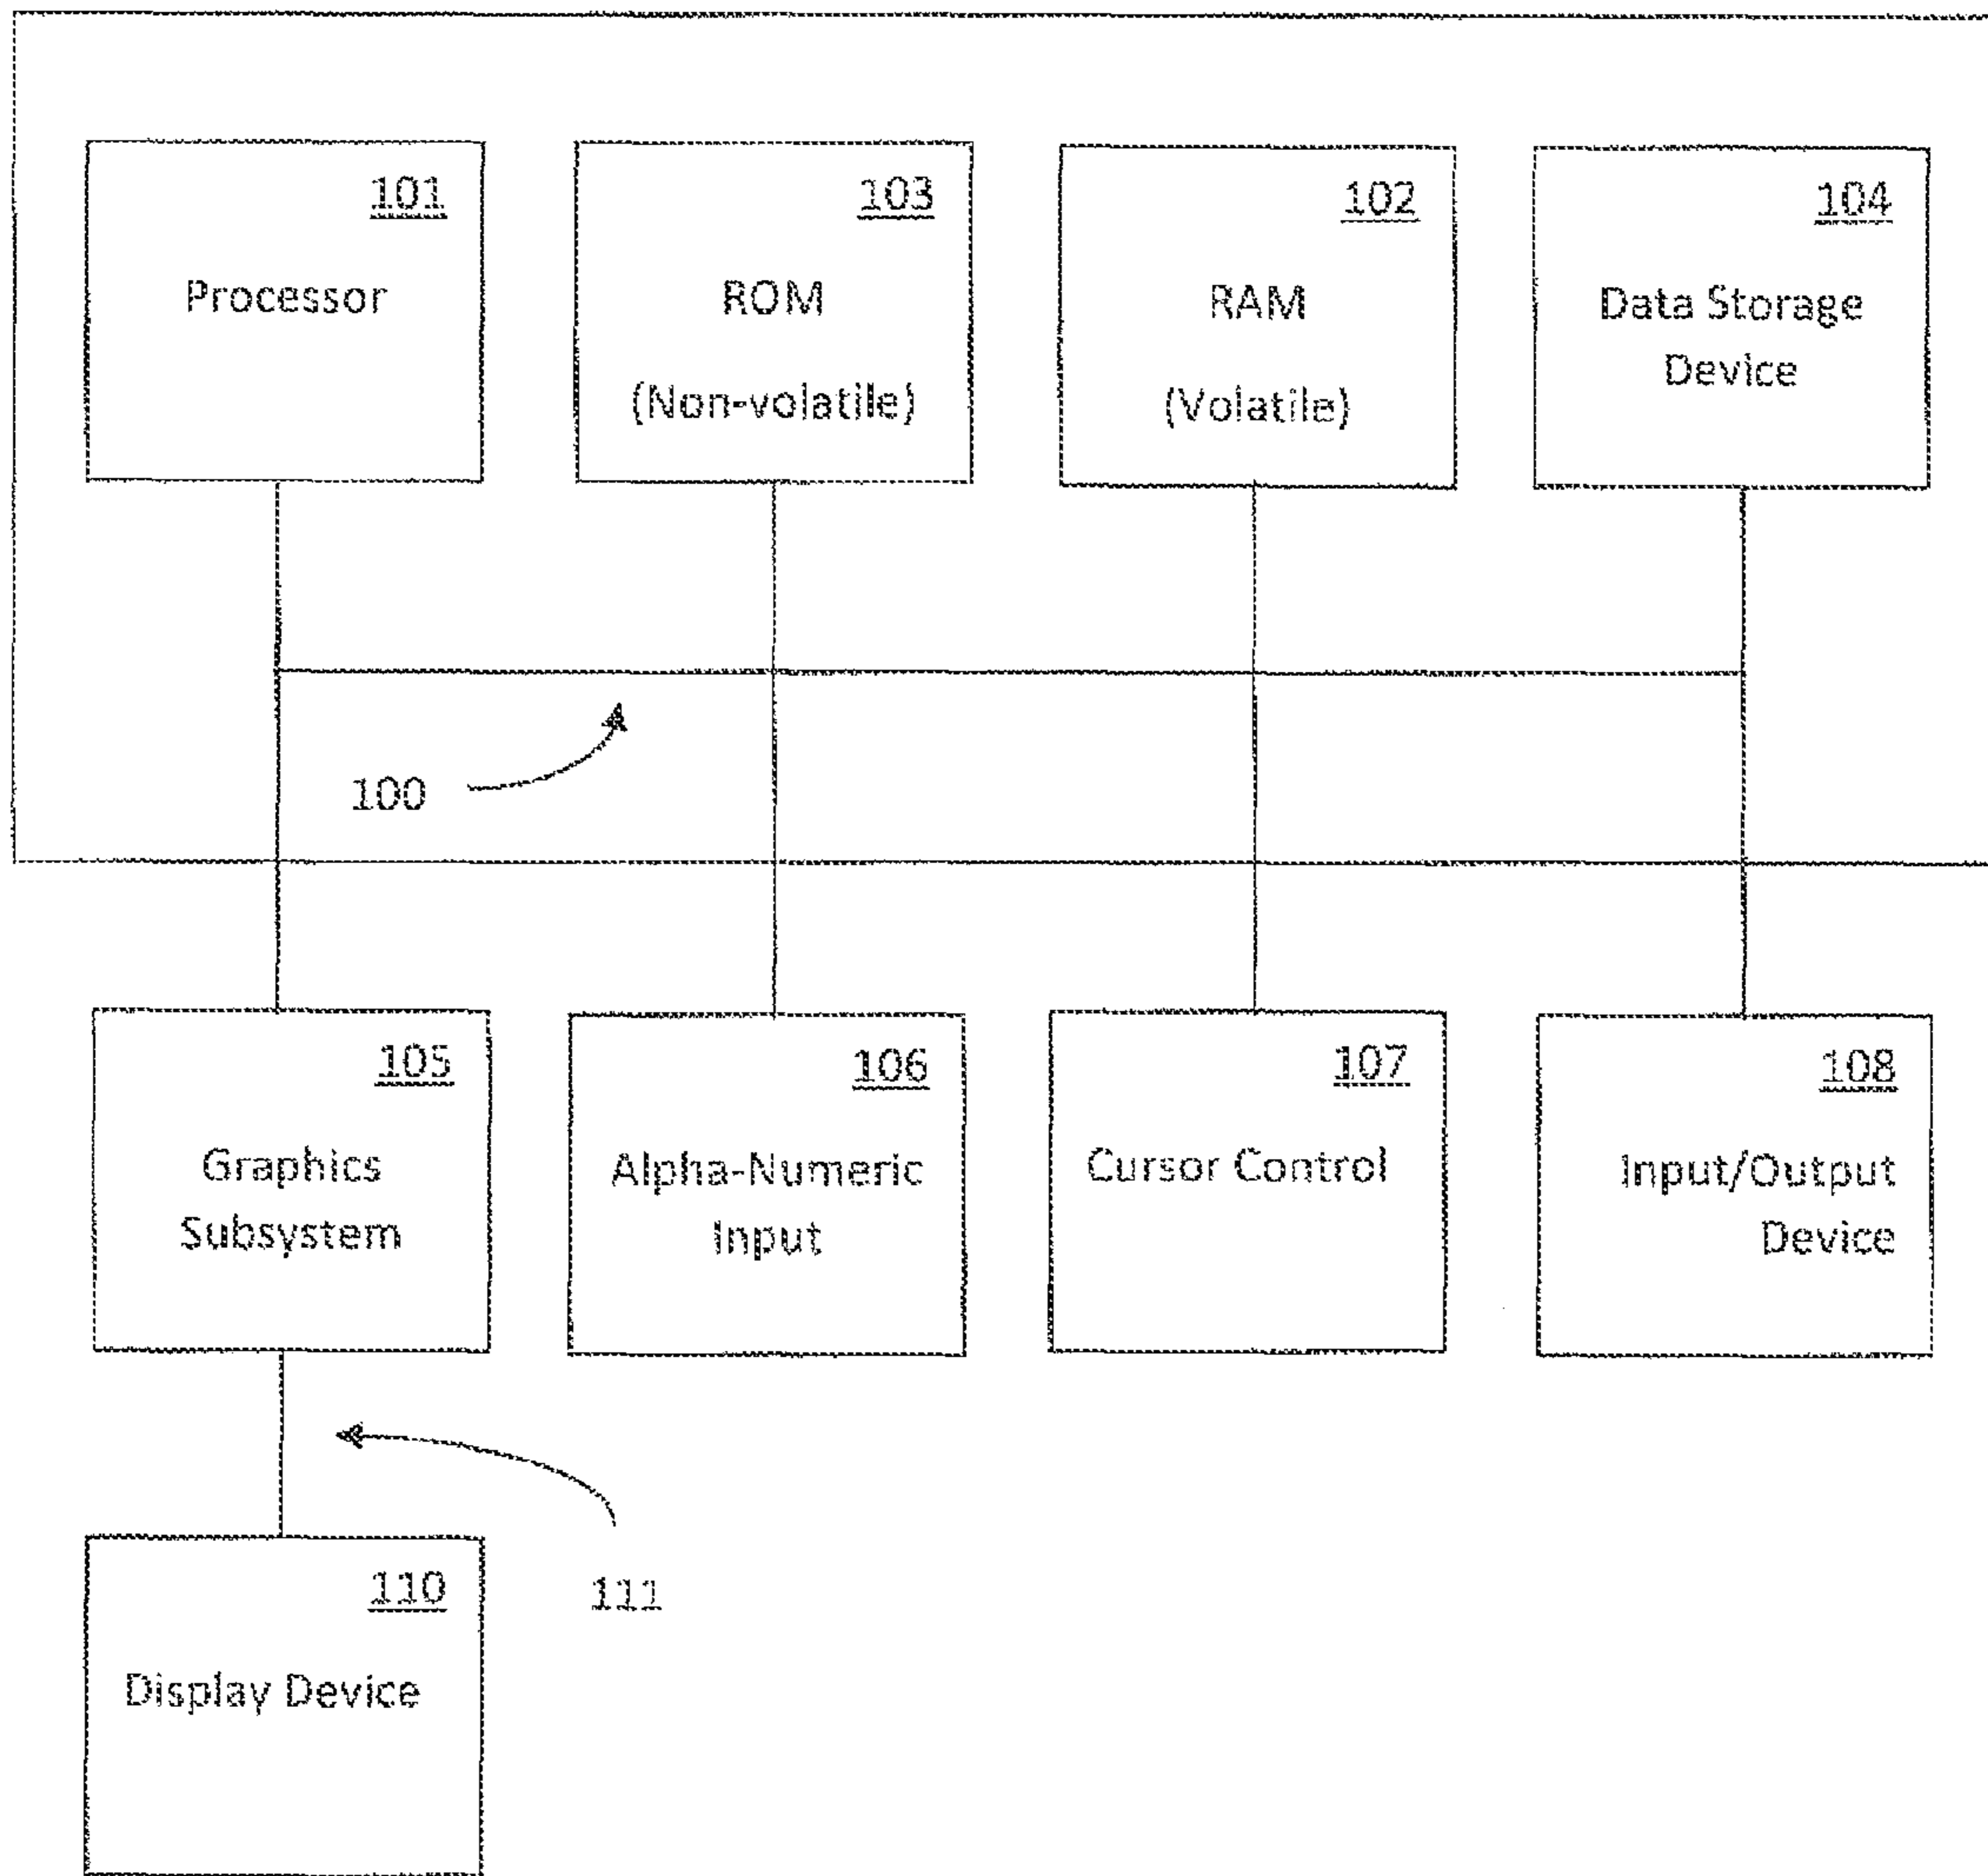 101
Processor
103
ROM
(Non-volatile)
102
RAM
(Volatile)
104
Data Storage
Device
100
105
Graphics
Subsystem
106
Alpha-Numeric
Input
107
Cursor Control
108
Input/Output
Device
111
110
Display Device